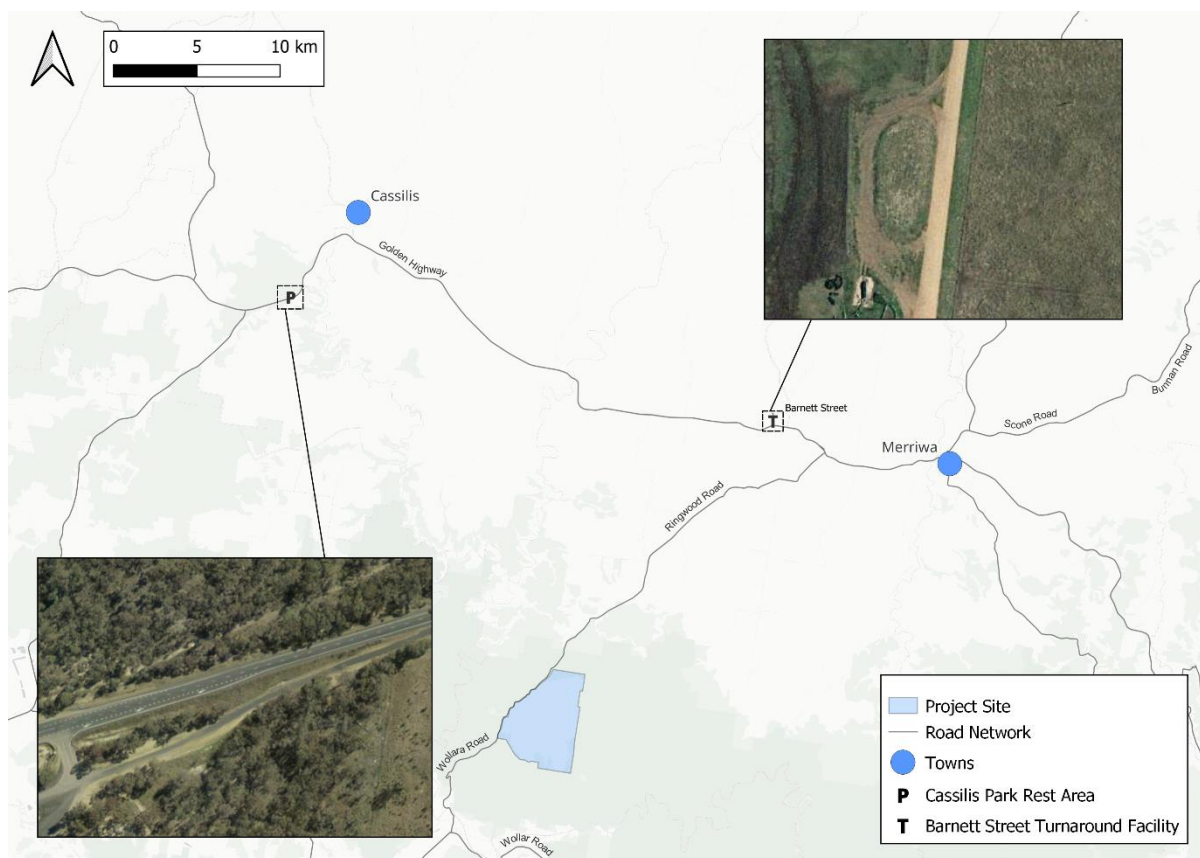 0 5 10 km
Cassilis
Golden Highway
P
Barnett Street
T
Merriwa
Scone Road
Bunnan Road
Ringwood Road
Wollara Road
Wollar Road
Project Site
Road Network
Towns
P Cassilis Park Rest Area
T Barnett Street Turnaround Facility